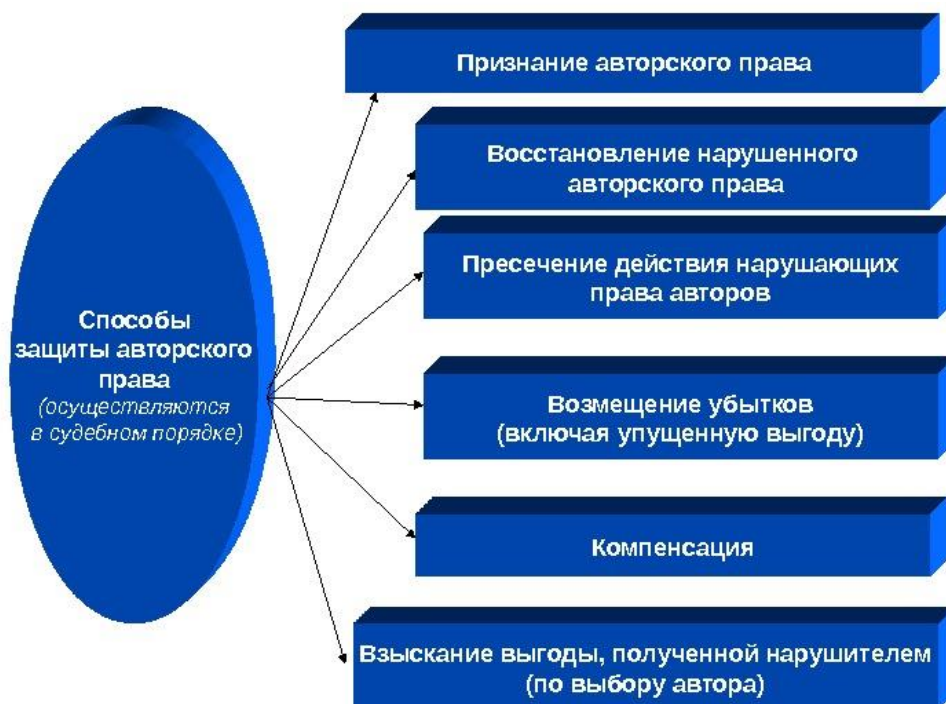 Признание авторского права
Восстановление нарушенного
авторского права
Пресечение действия нарушающих
права авторов
Способы
защиты авторского
права
(осуществляются
в судебном порядке)
Возмещение убытков
(включая упущенную выгоду)
Компенсация
Взыскание выгоды, полученной нарушителем
(по выбору автора)